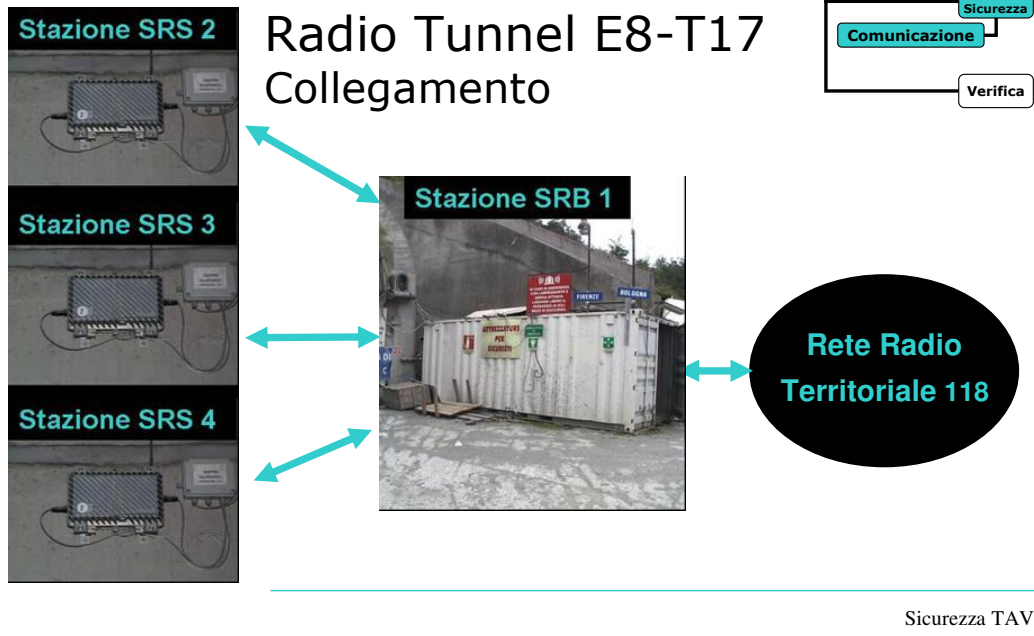 Stazione SRS 2
Radio Tunnel E8-T17
Collegamento
Sicurezza
Comunicazione
Verifica
Stazione SRS 3
Stazione SRS 4
Stazione SRB 1
FIRENZE
BOLOGNA
ATTREZZATURE
PER
SICUREZZA
Rete Radio
Territoriale 118
Sicurezza TAV